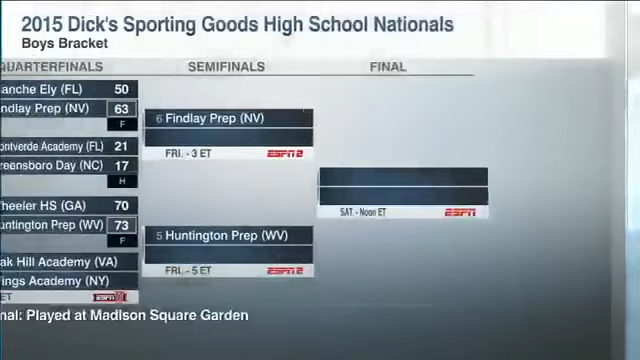 2015 Dick's Sporting Goods High School Nationals
Boys Bracket
QUARTERFINALS SEMIFINALS FINAL
anche Ely (FL) 50
ndlay Prep (NV) 63
F
6 Findlay Prep (NV)
FRI. - 3 ET ESPN2
ontverde Academy (FL) 21
reensboro Day (NC) 17
H
SAT. - Noon ET ESPN
heeler HS (GA) 70
untington Prep (WV) 73
F
5 Huntington Prep (WV)
FRI. - 5 ET ESPN2
ak Hill Academy (VA)
ings Academy (NY)
ET ESPN
nal: Played at Madison Square Garden